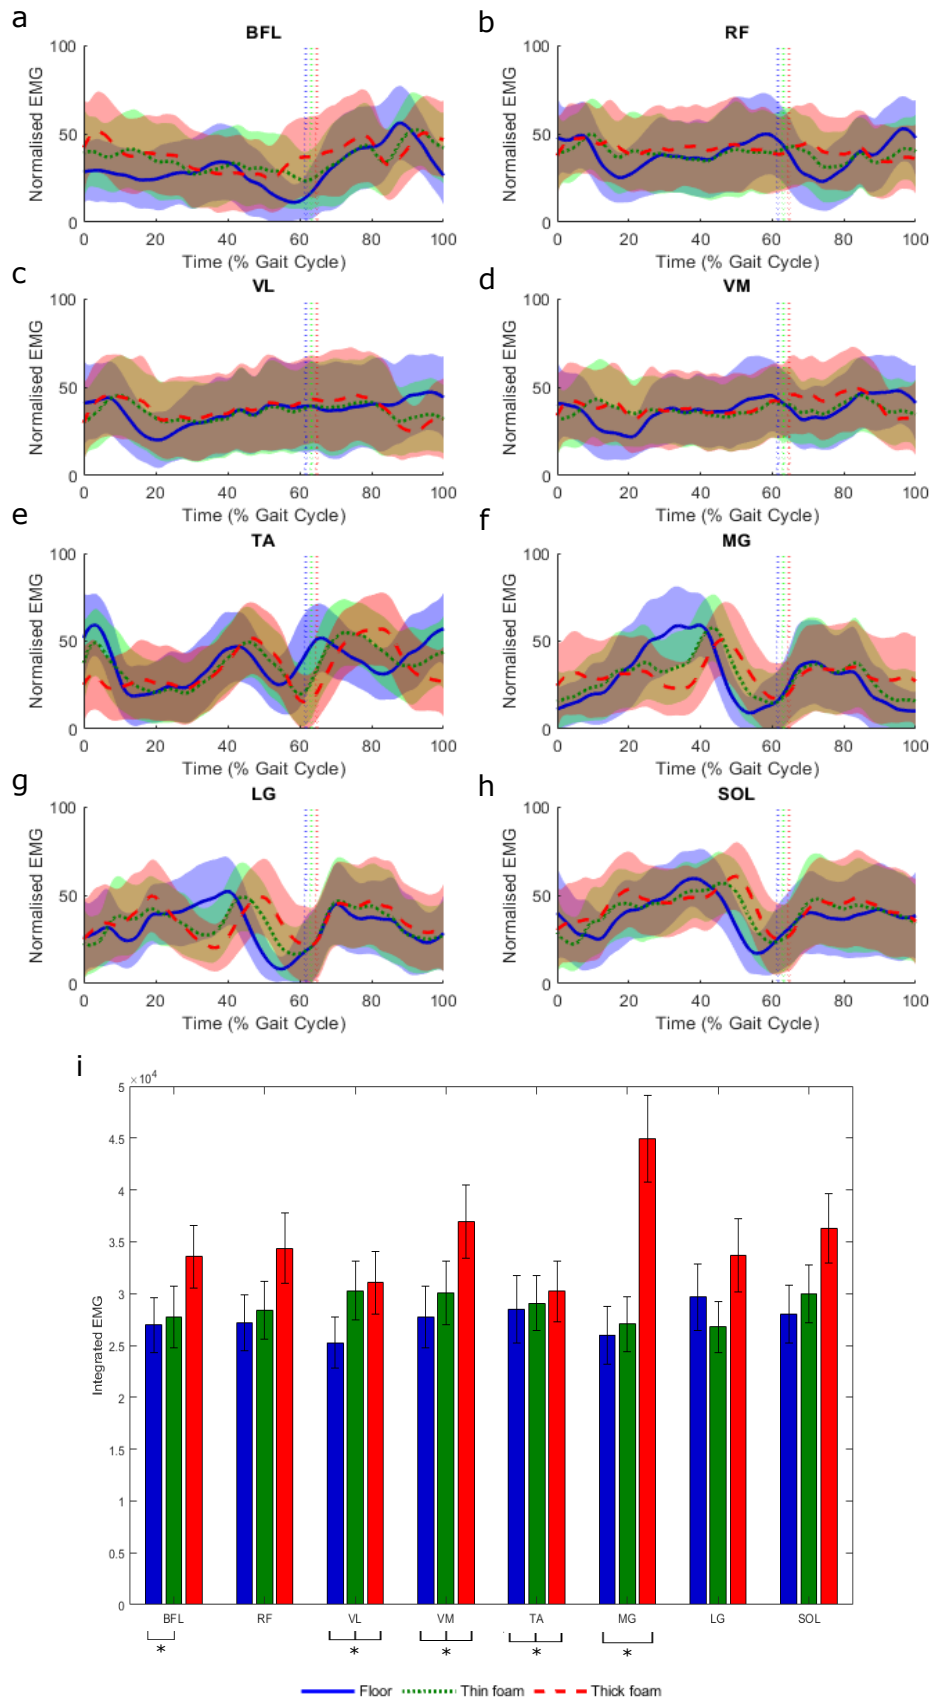 a
BFL
100
50
0
Normalised EMG
0 20 40 60 80 100
Time (% Gait Cycle)
b
RF
100
50
0
Normalised EMG
0 20 40 60 80 100
Time (% Gait Cycle)
c
VL
100
50
0
Normalised EMG
0 20 40 60 80 100
Time (% Gait Cycle)
d
VM
100
50
0
Normalised EMG
0 20 40 60 80 100
Time (% Gait Cycle)
e
TA
100
50
0
Normalised EMG
0 20 40 60 80 100
Time (% Gait Cycle)
f
MG
100
50
0
Normalised EMG
0 20 40 60 80 100
Time (% Gait Cycle)
g
LG
100
50
0
Normalised EMG
0 20 40 60 80 100
Time (% Gait Cycle)
h
SOL
100
50
0
Normalised EMG
0 20 40 60 80 100
Time (% Gait Cycle)
i
×10⁴
5
4.5
4
3.5
3
2.5
2
1.5
1
0.5
0
Integrated EMG
BFL RF VL VM TA MG LG SOL
* * * * *
Floor Thin foam Thick foam